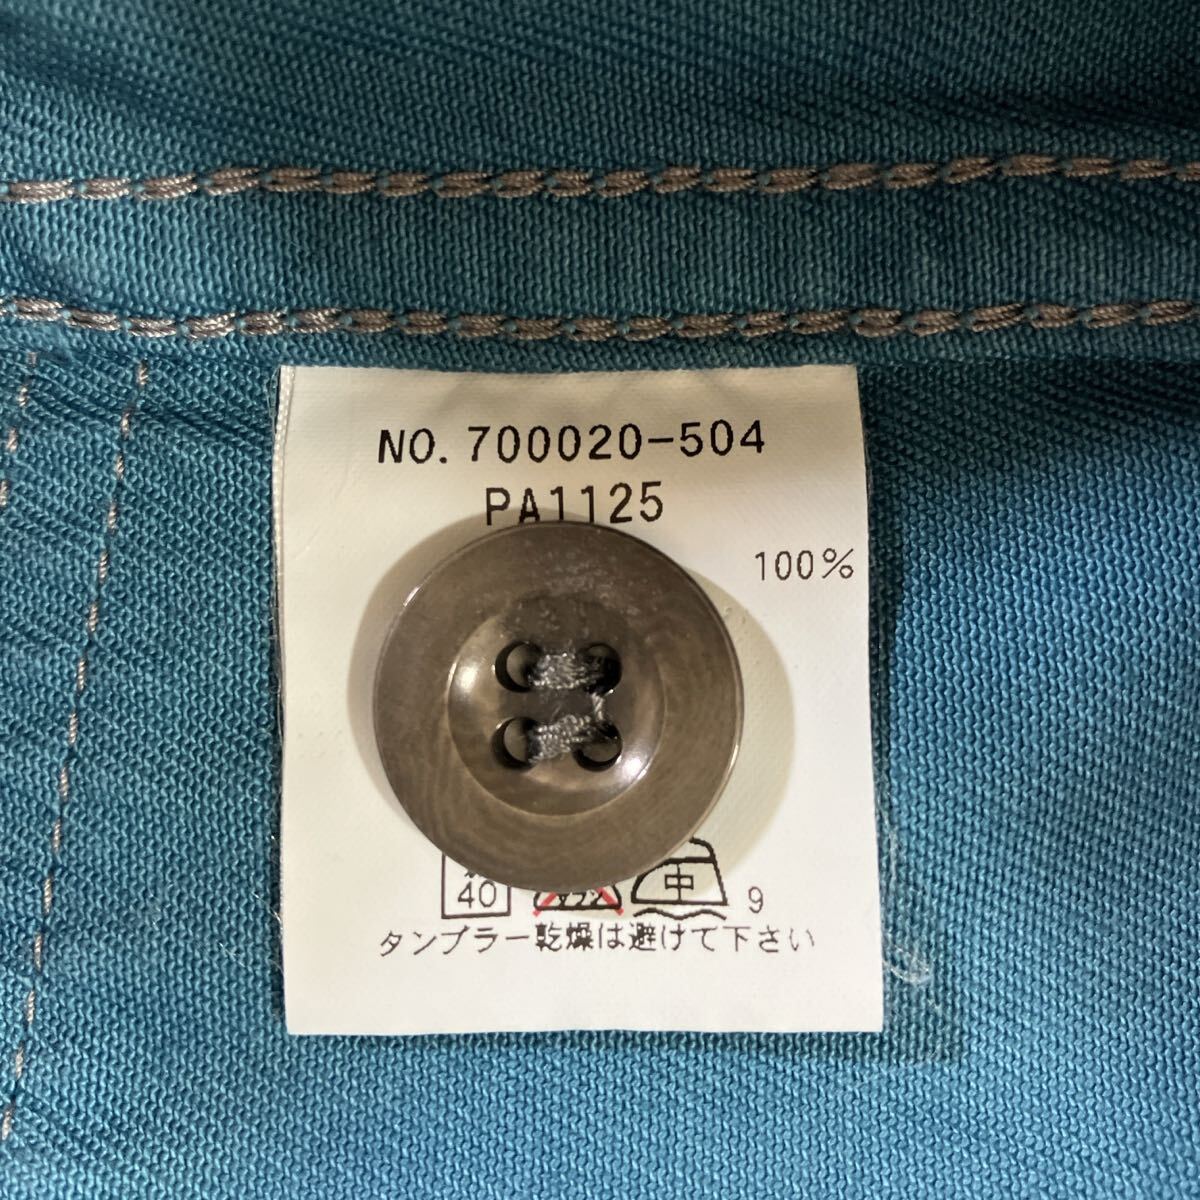 NO. 700020-504
PA1125
100%
40 中 9
タンブラー乾燥は避けて下さい